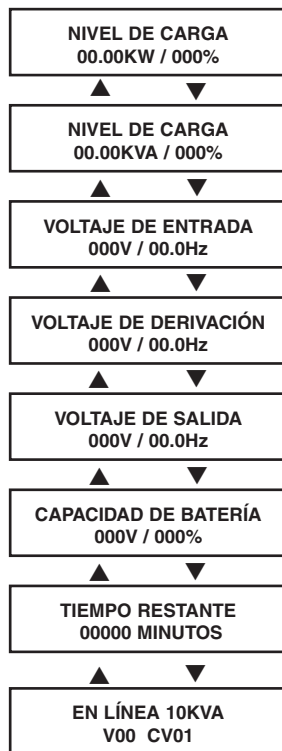 NIVEL DE CARGA
00.00KW / 000%
NIVEL DE CARGA
00.00KVA / 000%
VOLTAJE DE ENTRADA
000V / 00.0Hz
VOLTAJE DE DERIVACIÓN
000V / 00.0Hz
VOLTAJE DE SALIDA
000V / 00.0Hz
CAPACIDAD DE BATERÍA
000V / 000%
TIEMPO RESTANTE
00000 MINUTOS
EN LÍNEA 10KVA
V00 CV01